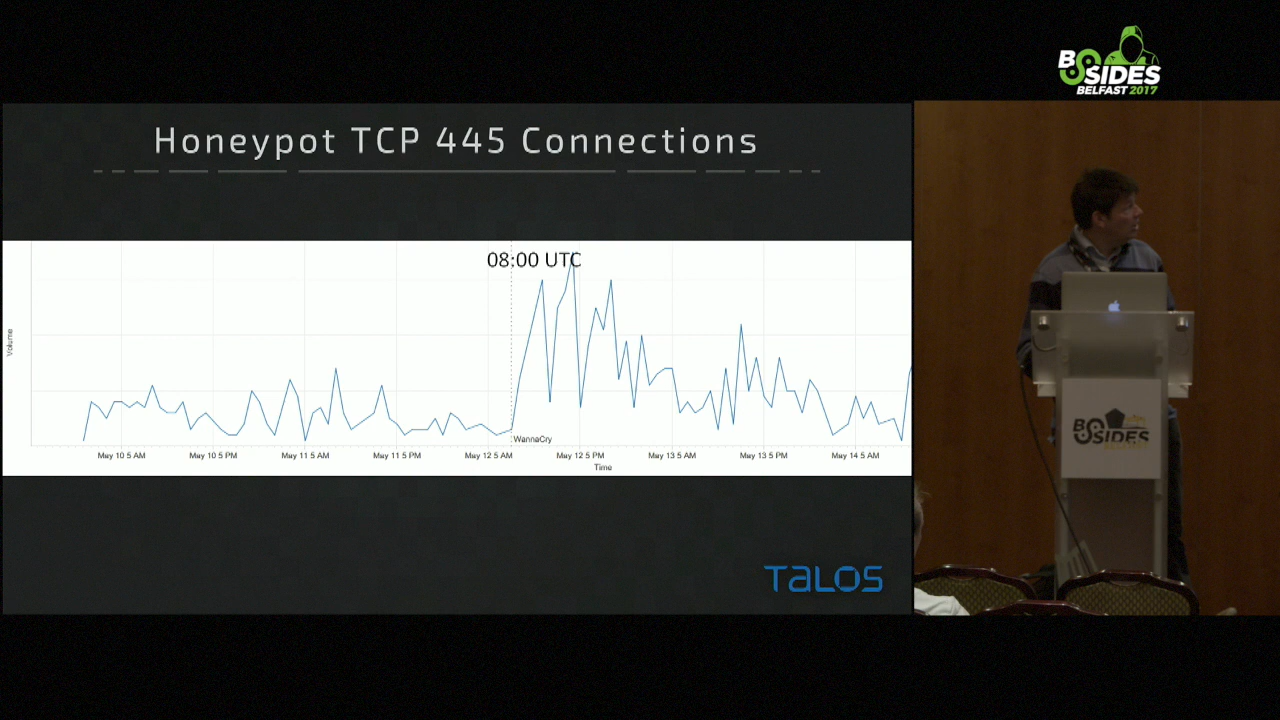 BSIDES
BELFAST 2017
Honeypot TCP 445 Connections
08:00 UTC
Volume
WannaCry
May 10 5 AM
May 10 5 PM
May 11 5 AM
May 11 5 PM
May 12 5 AM
May 12 5 PM
May 13 5 AM
May 13 5 PM
May 14 5 AM
Time
TALOS
BSIDES
BELFAST